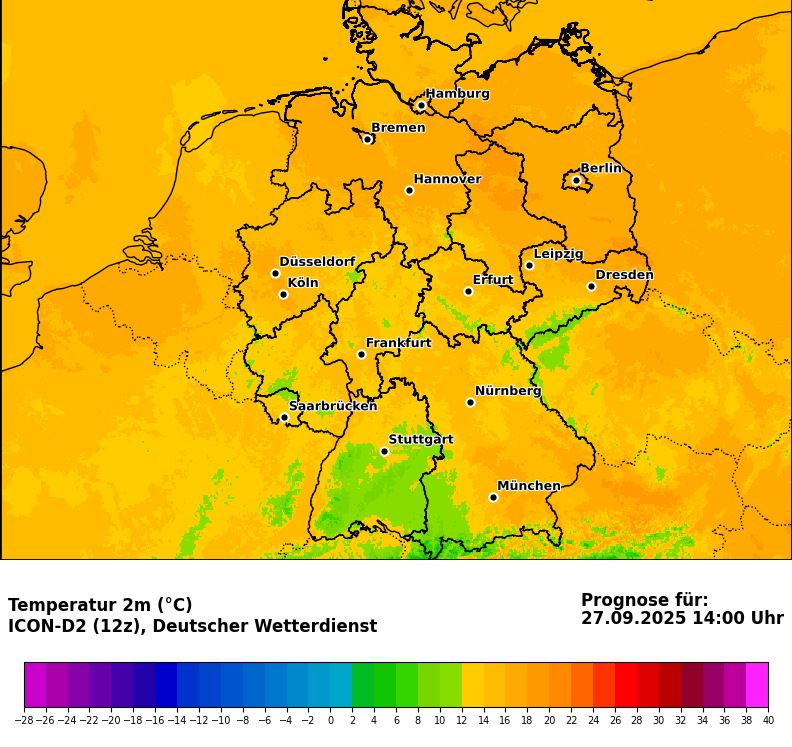 Hamburg
Bremen
Berlin
Hannover
Leipzig
Düsseldorf
Dresden
Köln
Erfurt
Frankfurt
Nürnberg
Saarbrücken
Stuttgart
München
Temperatur 2m (°C)
ICON-D2 (12z), Deutscher Wetterdienst
Prognose für:
27.09.2025 14:00 Uhr
−28 −26 −24 −22 −20 −18 −16 −14 −12 −10 −8 −6 −4 −2 0 2 4 6 8 10 12 14 16 18 20 22 24 26 28 30 32 34 36 38 40